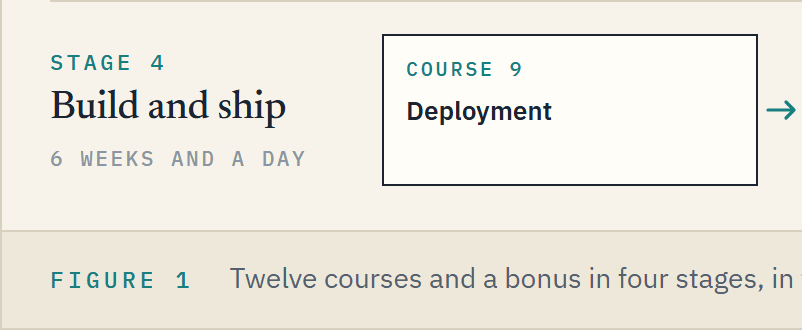 STAGE 4
Build and ship
6 WEEKS AND A DAY
COURSE 9
Deployment
FIGURE 1 Twelve courses and a bonus in four stages, in